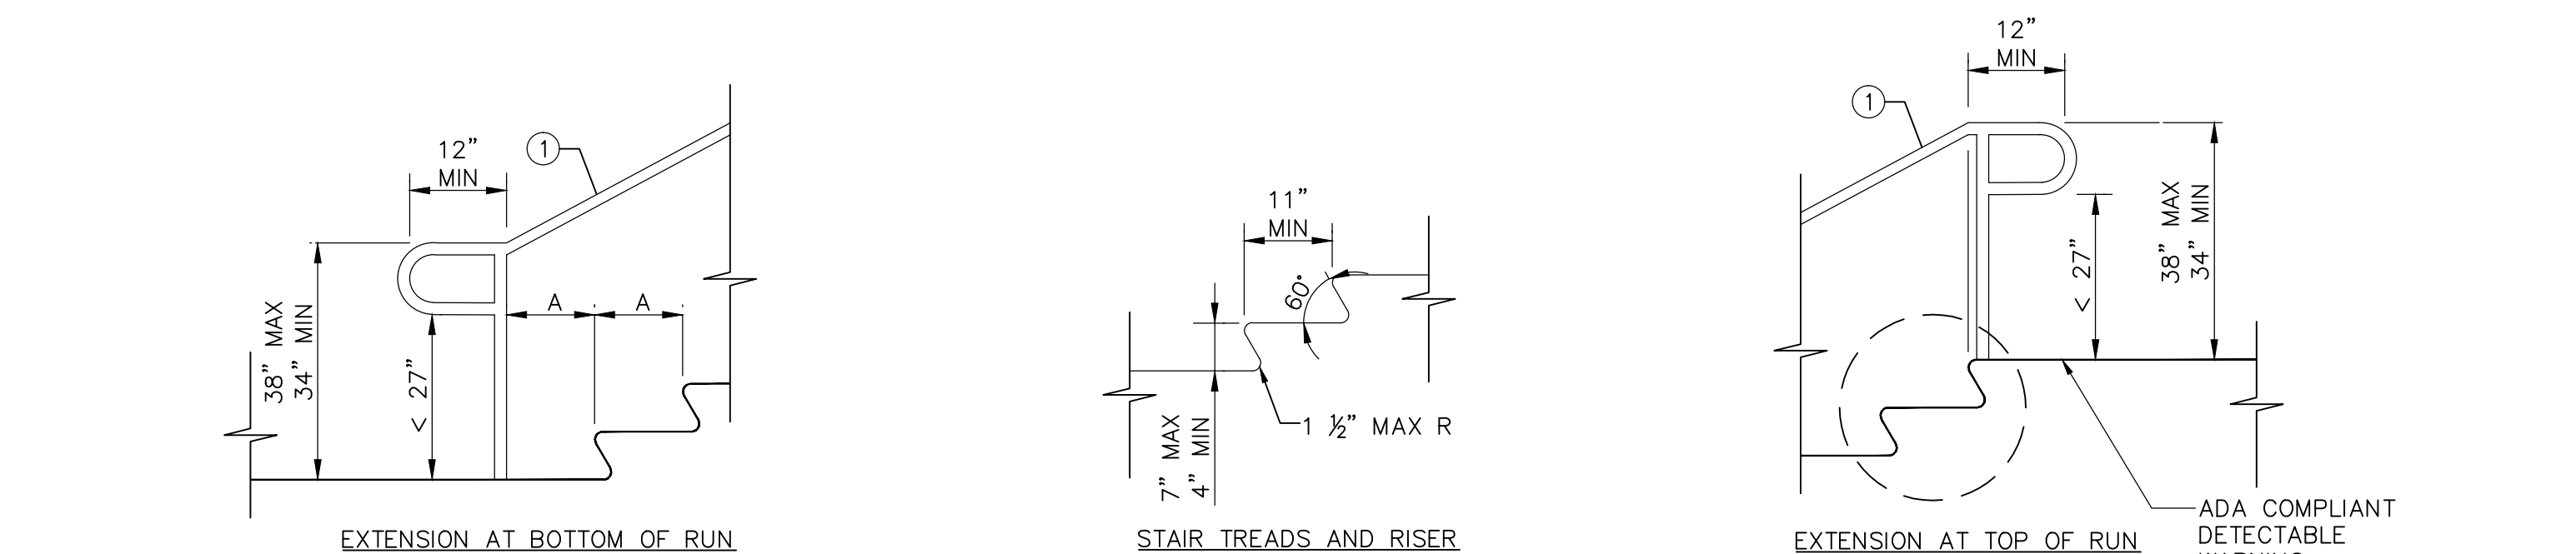 12”
MIN
1
38” MAX
34” MIN
< 27”
A
A
EXTENSION AT BOTTOM OF RUN
11”
MIN
60°
7” MAX
4” MIN
1 ½” MAX R
STAIR TREADS AND RISER
12”
MIN
1
< 27”
38” MAX
34” MIN
ADA COMPLIANT
DETECTABLE
EXTENSION AT TOP OF RUN